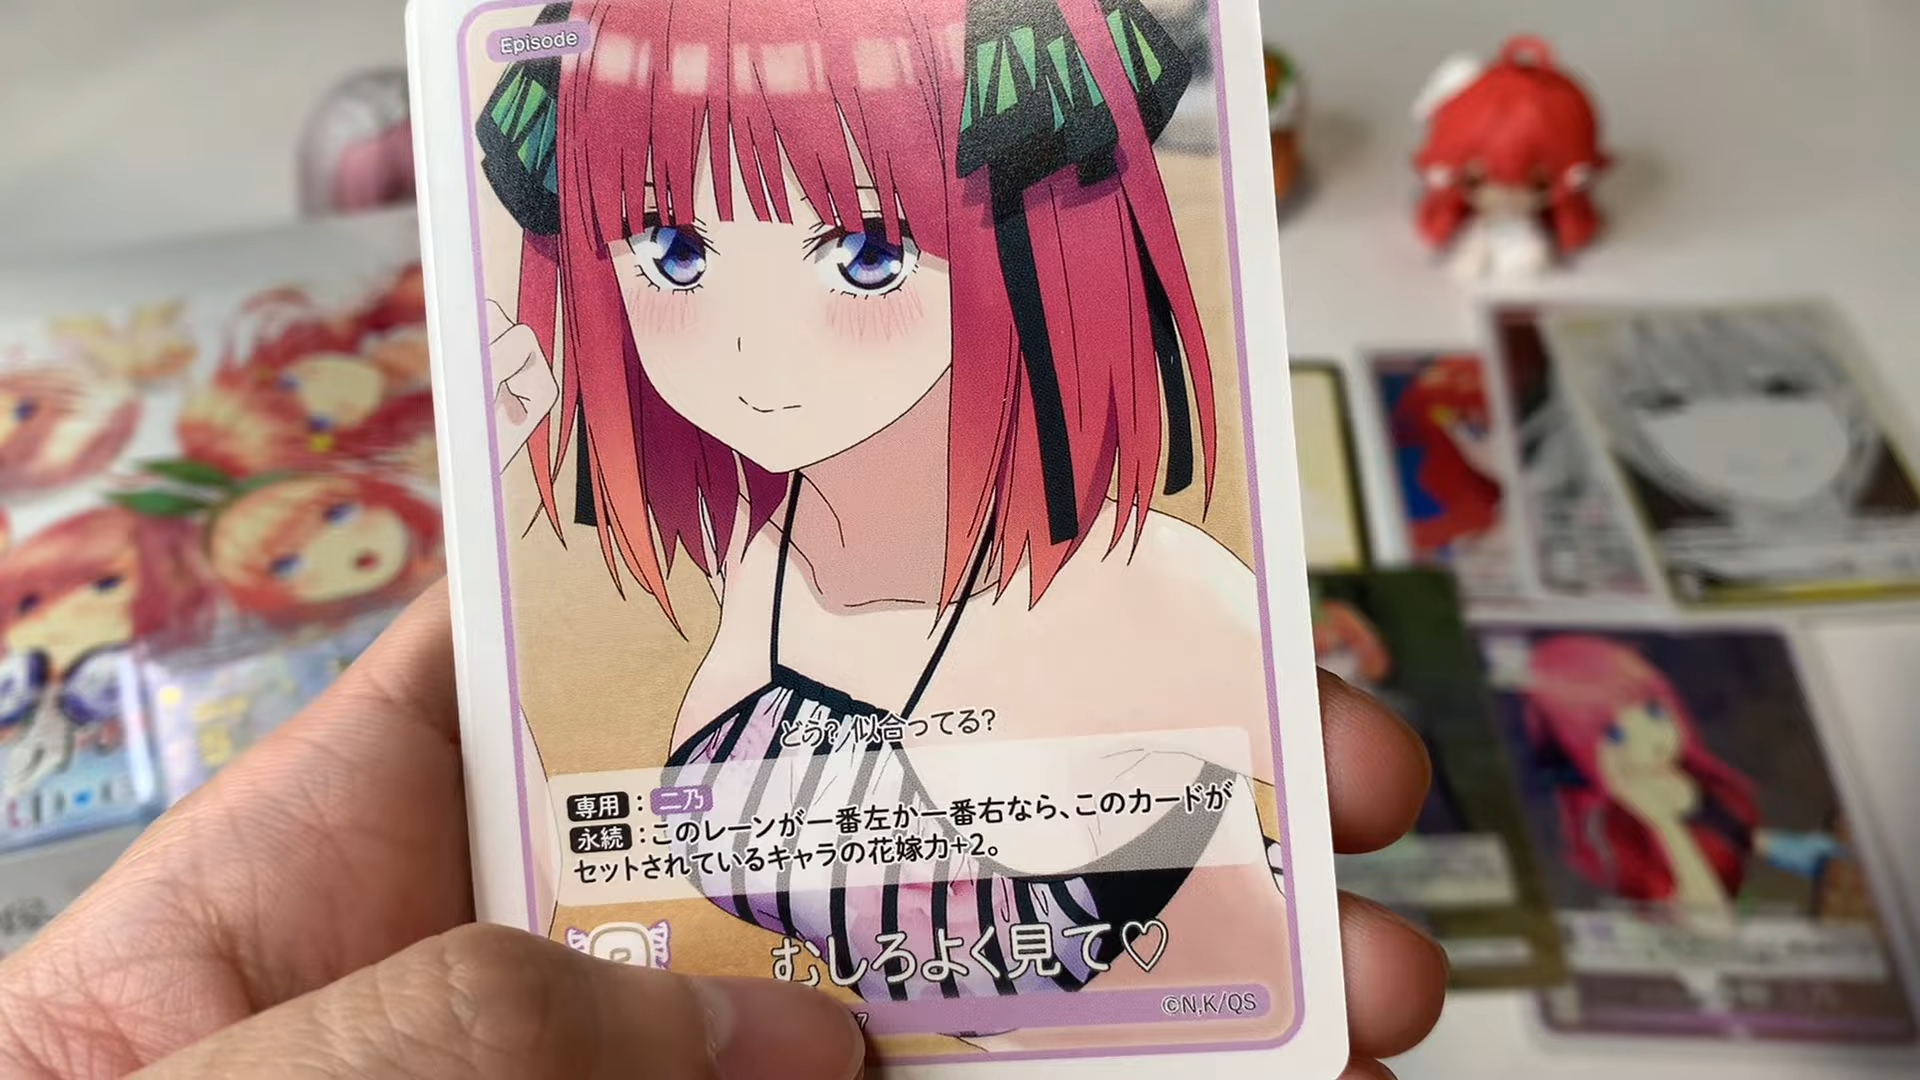 Episode
どう?似合ってる?
専用:二乃
永続:このレーンが一番左か一番右なら、このカードが
セットされているキャラの花嫁力+2。
むしろよく見て♡
7
©N,K/QS